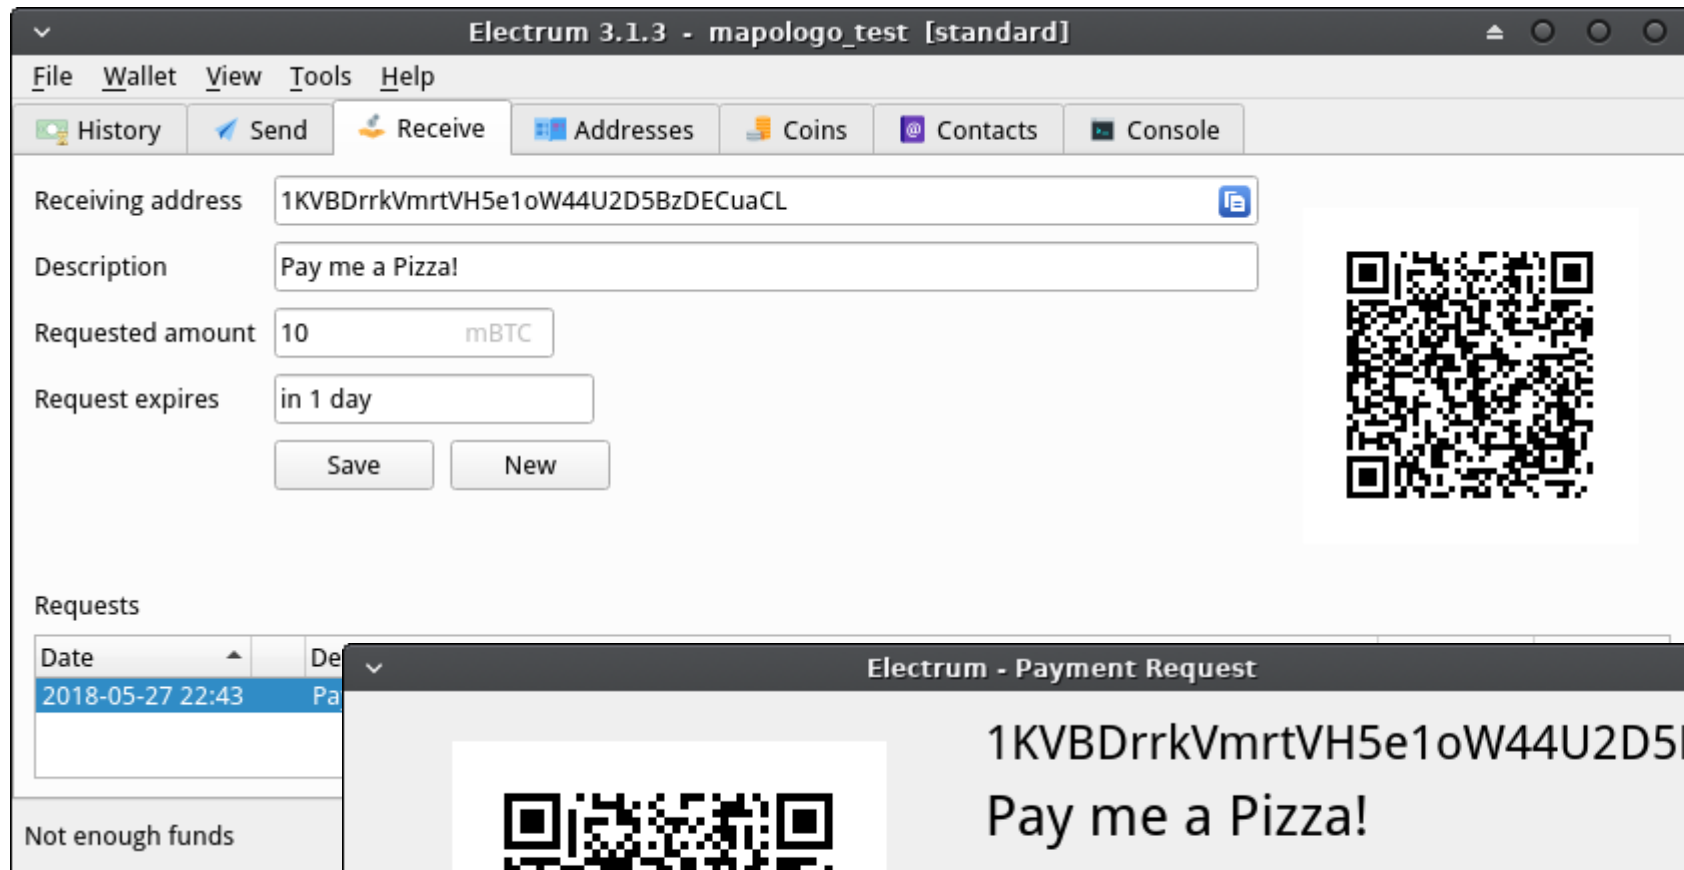 Electrum 3.1.3 - mapologo_test [standard]
File Wallet View Tools Help
History Send Receive Addresses Coins Contacts Console
Receiving address 1KVBDrrkVmrtVH5e1oW44U2D5BzDECuaCL
Description Pay me a Pizza!
Requested amount 10 mBTC
Request expires in 1 day
Save New
Requests
Date De
2018-05-27 22:43 Pa
Electrum - Payment Request
1KVBDrrkVmrtVH5e1oW44U2D5
Pay me a Pizza!
Not enough funds